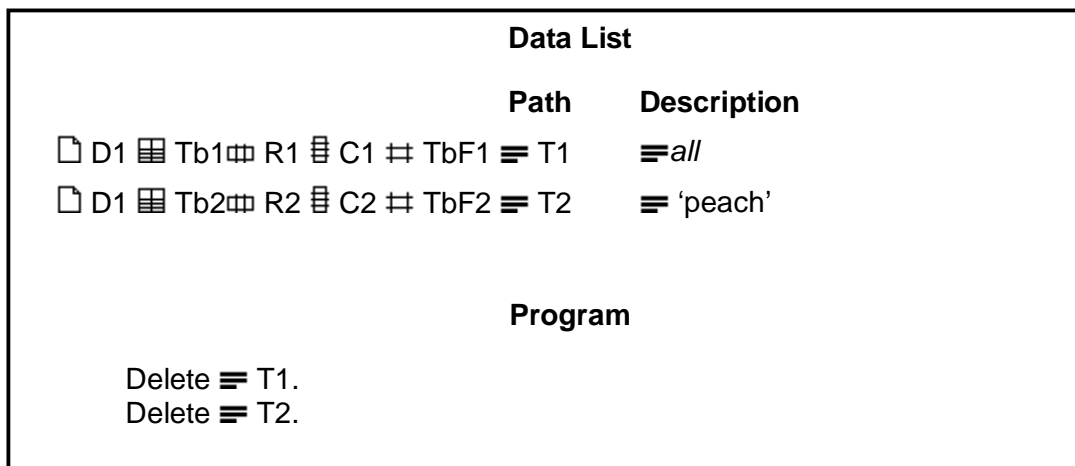 Data List
Path Description
D1 Tb1 R1 C1 TbF1 T1 all
D1 Tb2 R2 C2 TbF2 T2 ‘peach’
Program
Delete T1.
Delete T2.